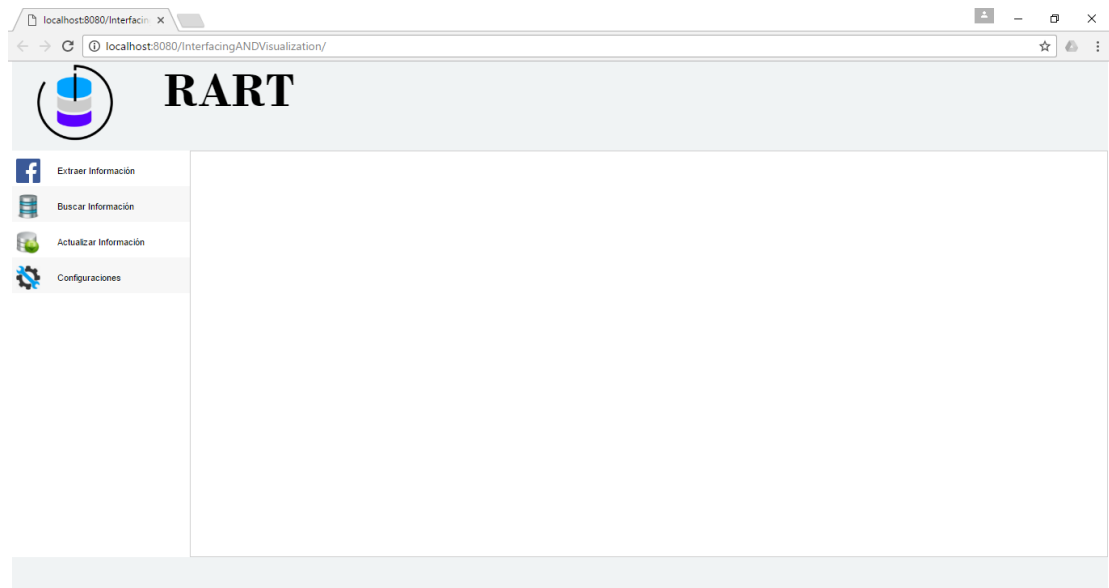 localhost:8080/Interfacin
localhost:8080/InterfacingANDVisualization/
RART
Extraer Información
Buscar Información
Actualizar Información
Configuraciones